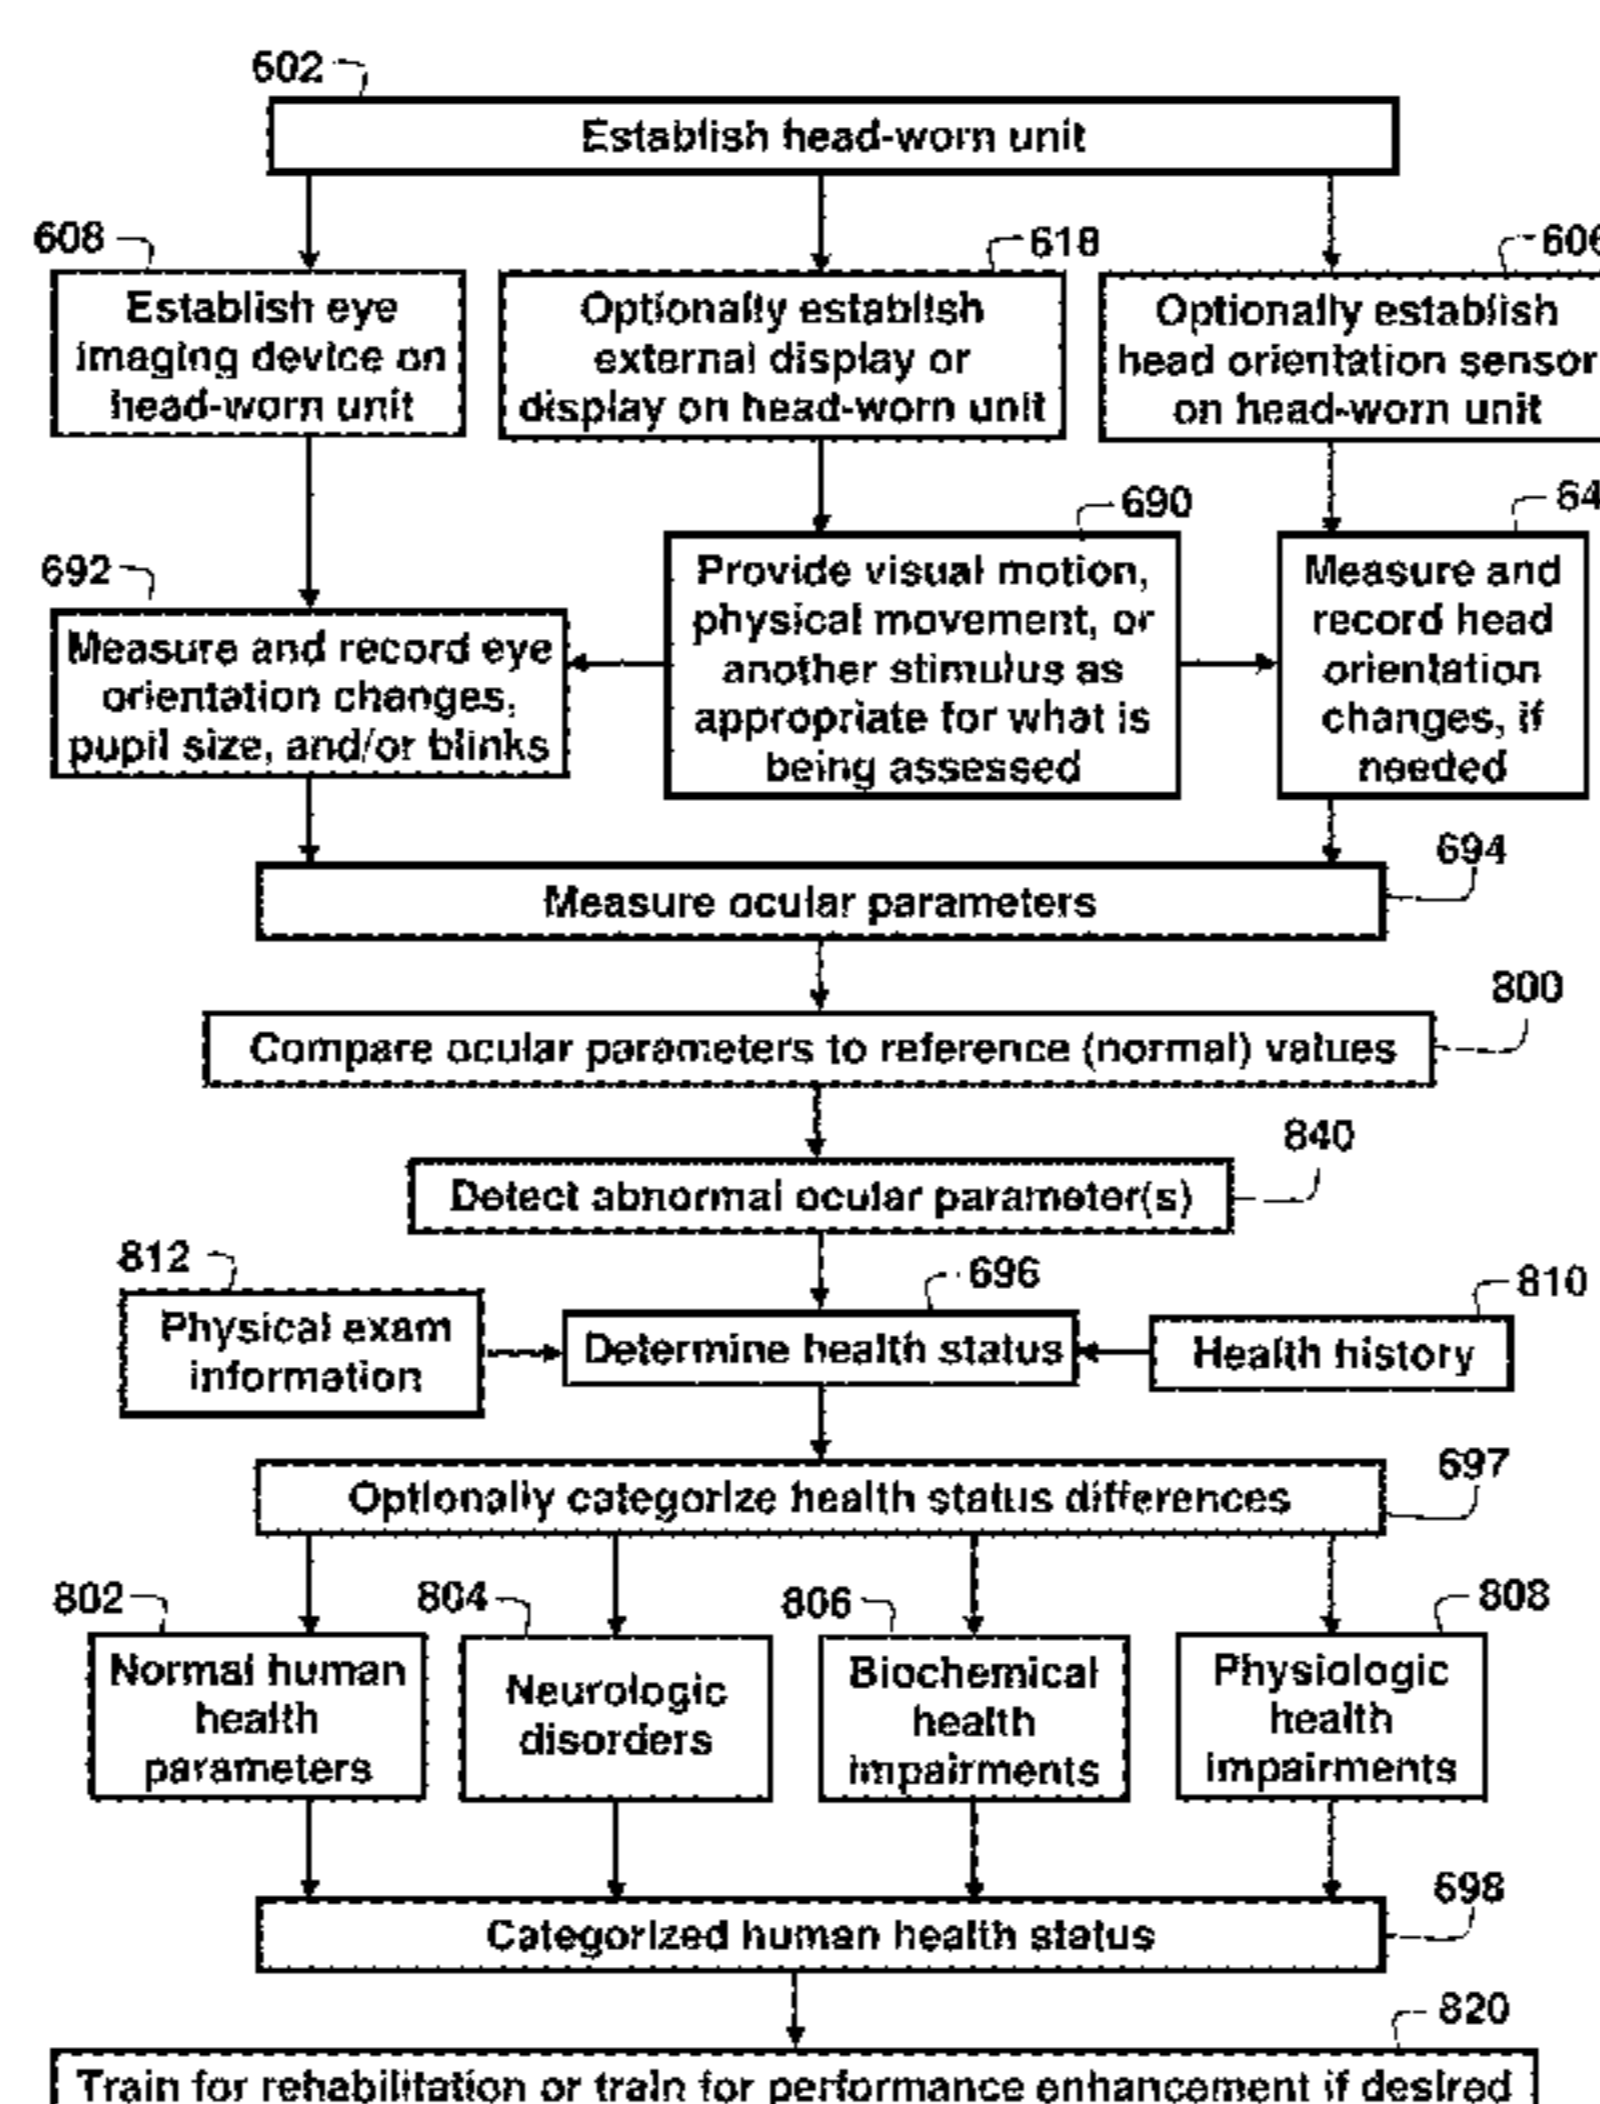 602
Establish head-worn unit
608
618
Establish eye
imaging device on
head-worn unit
Optionally establish
external display or
display on head-worn unit
Optionally establish
head orientation sensor
on head-worn unit
690
692
Measure and record eye
orientation changes,
pupil size, and/or blinks
Provide visual motion,
physical movement, or
another stimulus as
appropriate for what is
being assessed
Measure and
record head
orientation
changes, if
needed
694
Measure ocular parameters
800
Compare ocular parameters to reference (normal) values
840
Detect abnormal ocular parameter(s)
812
696
810
Physical exam
information
Determine health status
Health history
697
Optionally categorize health status differences
802
804
806
808
Normal human
health
parameters
Neurologic
disorders
Biochemical
health
impairments
Physiologic
health
impairments
698
Categorized human health status
820
Train for rehabilitation or train for performance enhancement if desired